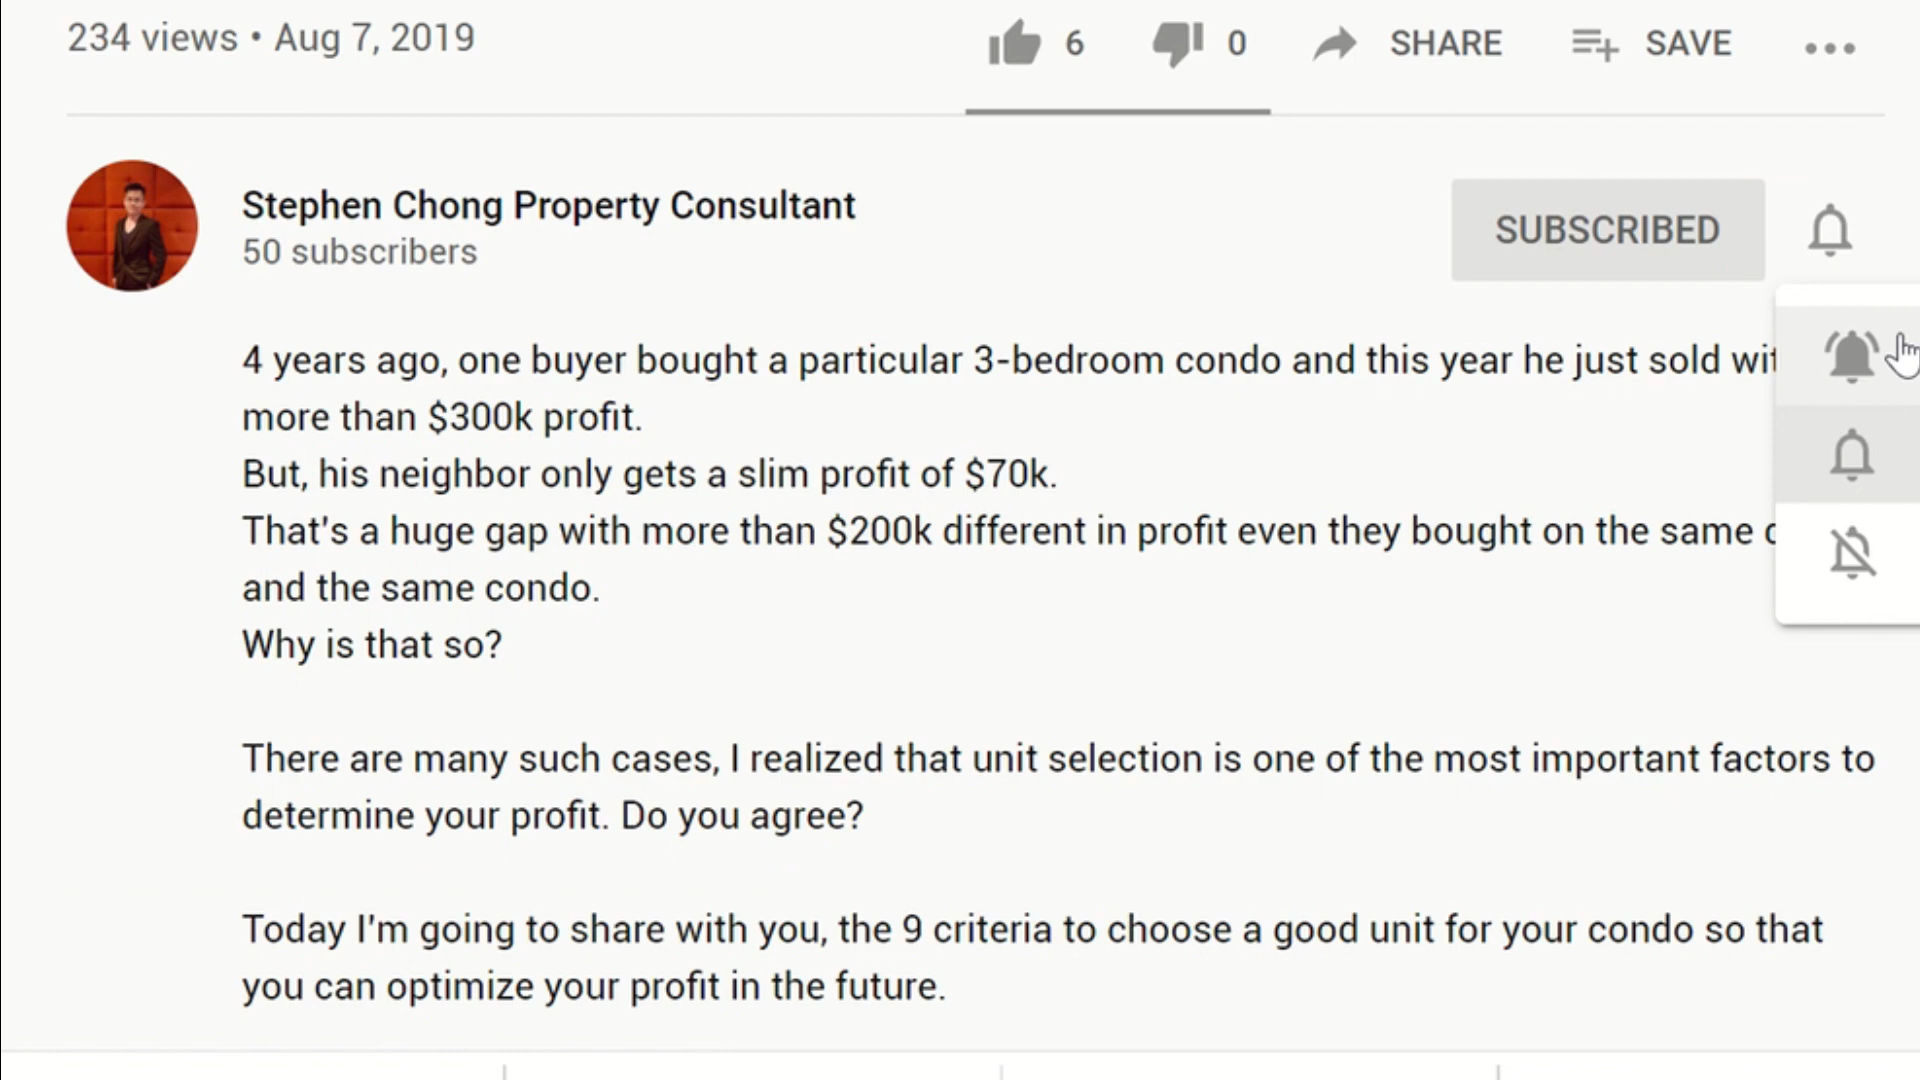 234 views • Aug 7, 2019
6 0 SHARE SAVE
Stephen Chong Property Consultant
50 subscribers
SUBSCRIBED
4 years ago, one buyer bought a particular 3-bedroom condo and this year he just sold
more than $300k profit.
But, his neighbor only gets a slim profit of $70k.
That's a huge gap with more than $200k different in profit even they bought on the same
and the same condo.
Why is that so?
There are many such cases, I realized that unit selection is one of the most important factors to
determine your profit. Do you agree?
Today I'm going to share with you, the 9 criteria to choose a good unit for your condo so that
you can optimize your profit in the future.